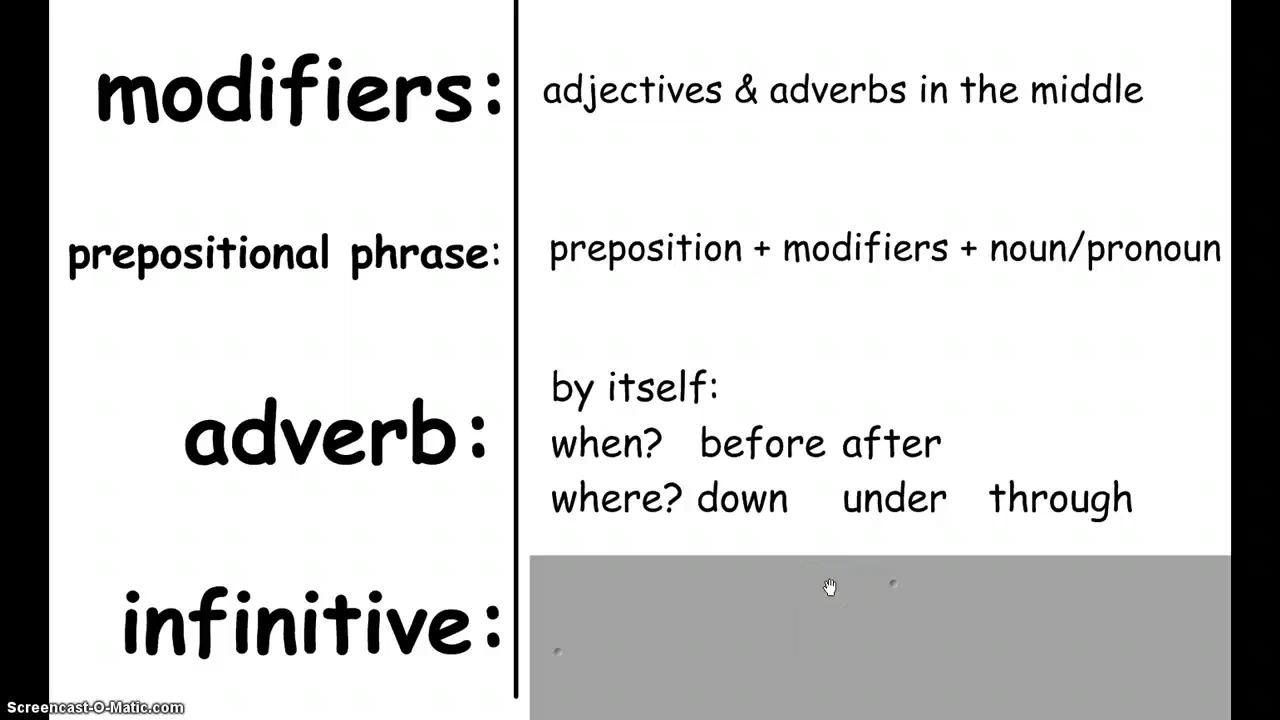 modifiers: adjectives & adverbs in the middle
prepositional phrase: preposition + modifiers + noun/pronoun
adverb: by itself:
when? before after
where? down under through
infinitive:
Screencast-O-Matic.com